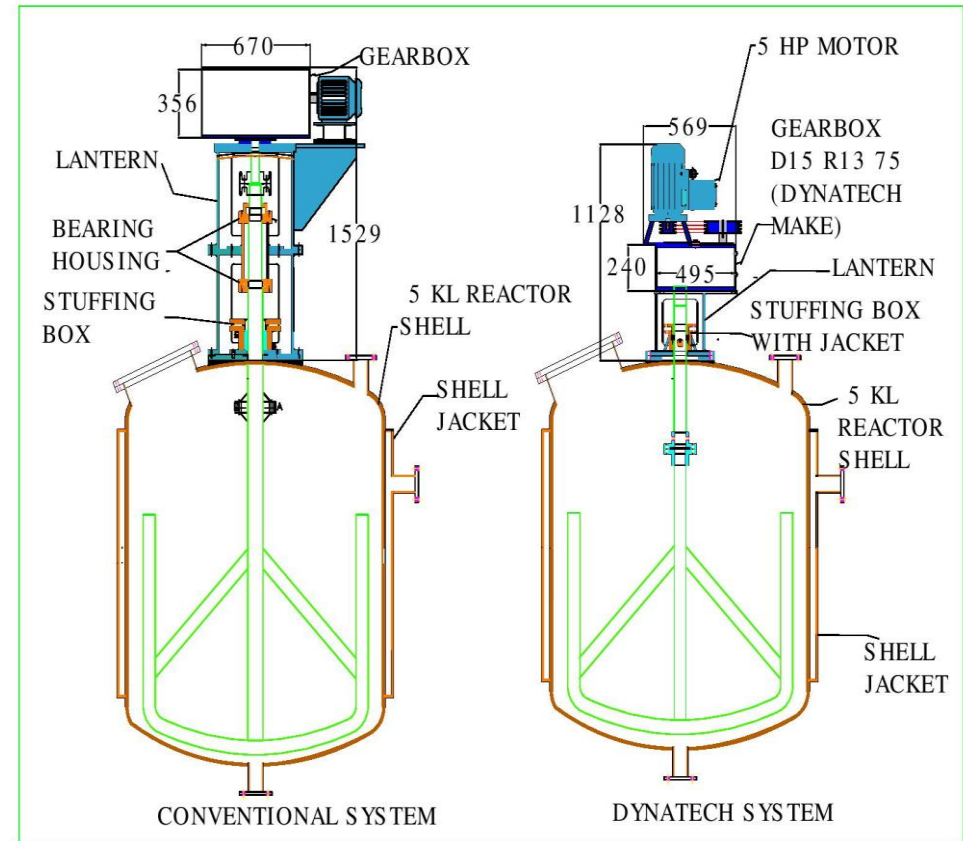 670
GEARBOX
356
LANTERN
BEARING
HOUSING
1529
STUFFING
BOX
5 KL REACTOR
SHELL
SHELL
JACKET
CONVENTIONAL SYSTEM
5 HP MOTOR
569
GEARBOX
D15 R13 75
(DYNATECH
MAKE)
1128
240
495
LANTERN
STUFFING BOX
WITH JACKET
5 KL
REACTOR
SHELL
SHELL
JACKET
DYNATECH SYSTEM